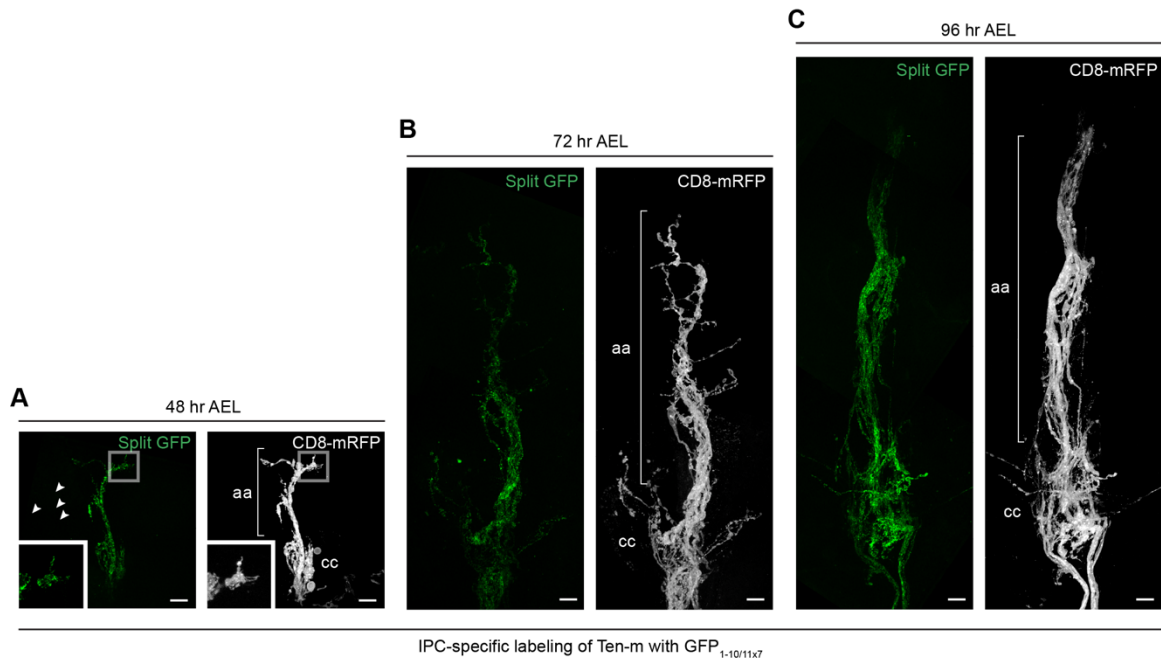 A
48 hr AEL
Split GFP
CD8-mRFP
aa
cc
B
72 hr AEL
Split GFP
CD8-mRFP
aa
cc
C
96 hr AEL
Split GFP
CD8-mRFP
aa
cc
IPC-specific labeling of Ten-m with GFP1-10/11x7